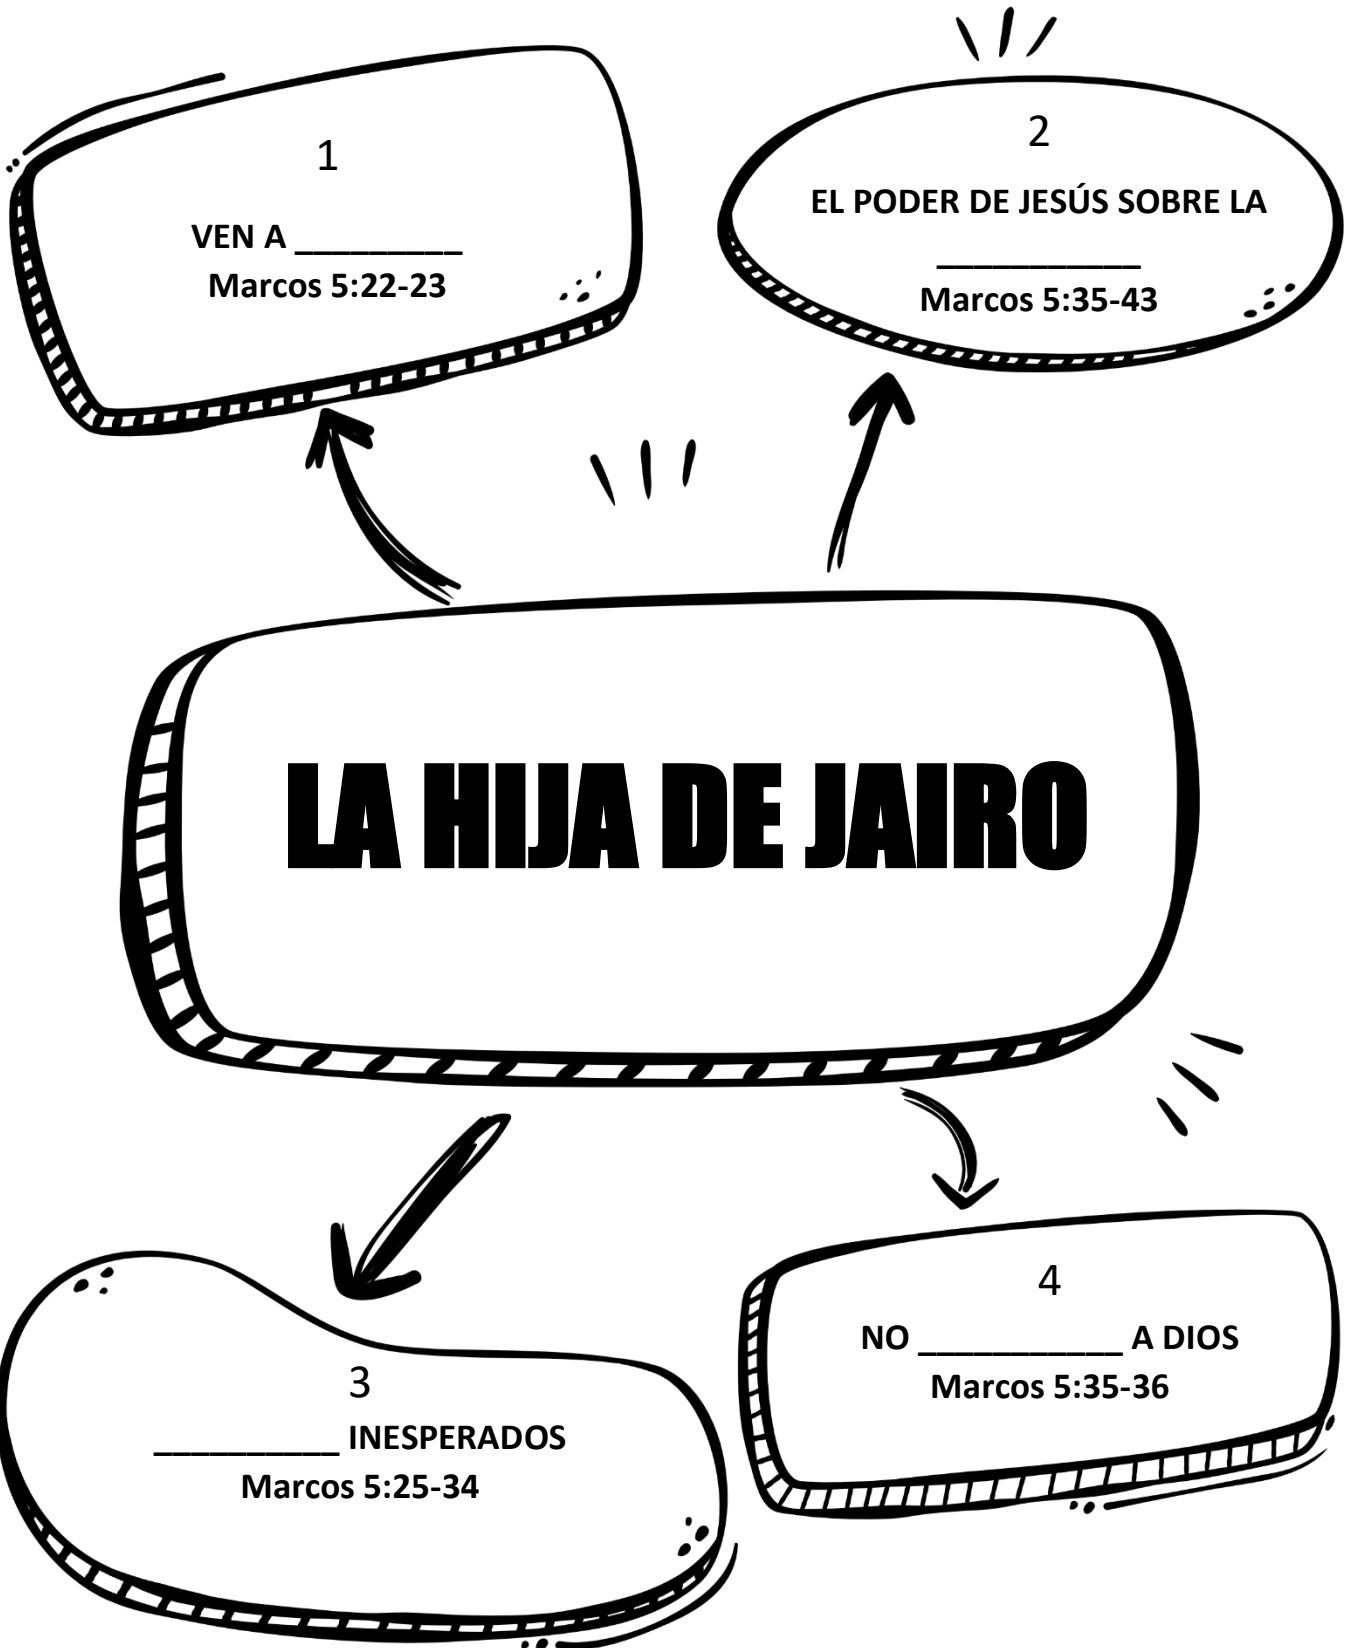 1
VEN A _________
Marcos 5:22-23
2
EL PODER DE JESÚS SOBRE LA
___________
Marcos 5:35-43
LA HIJA DE JAIRO
3
__________ INESPERADOS
Marcos 5:25-34
4
NO ___________ A DIOS
Marcos 5:35-36